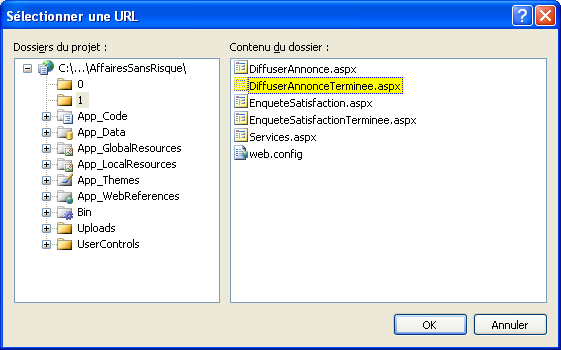 Sélectionner une URL
Dossiers du projet :
C:\...\AffairesSansRisque\
0
1
App_Code
App_Data
App_GlobalResources
App_LocalResources
App_Themes
App_WebReferences
Bin
Uploads
UserControls
Contenu du dossier :
DiffuserAnnonce.aspx
DiffuserAnnonceTerminee.aspx
EnqueteSatisfaction.aspx
EnqueteSatisfactionTerminee.aspx
Services.aspx
web.config
OK
Annuler